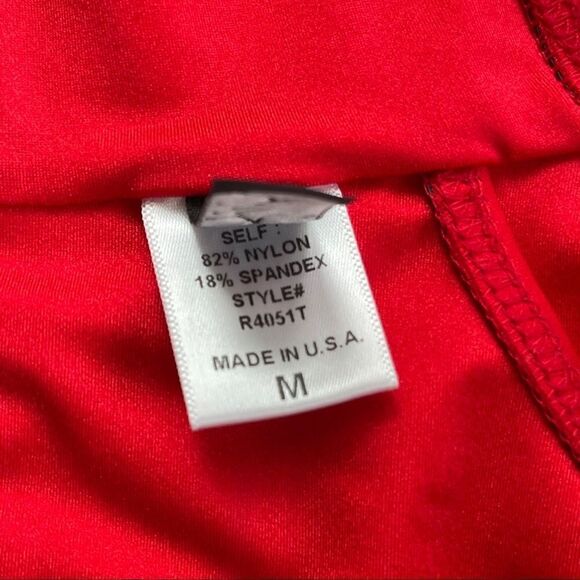 SELF :
82% NYLON
18% SPANDEX
STYLE#
R4051T
MADE IN U.S.A.
M